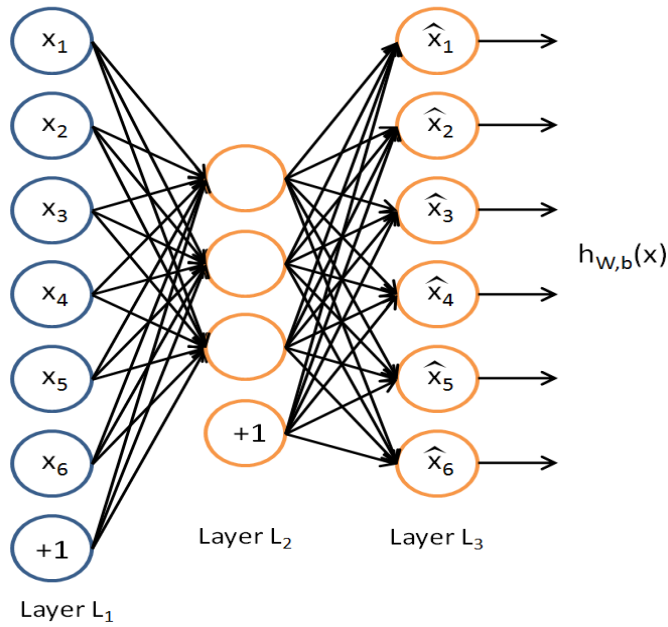 x₁
x₂
x₃
x₄
x₅
x₆
+1
Layer L₁
+1
Layer L₂
x̂₁
x̂₂
x̂₃
x̂₄
x̂₅
x̂₆
Layer L₃
h_W,b(x)